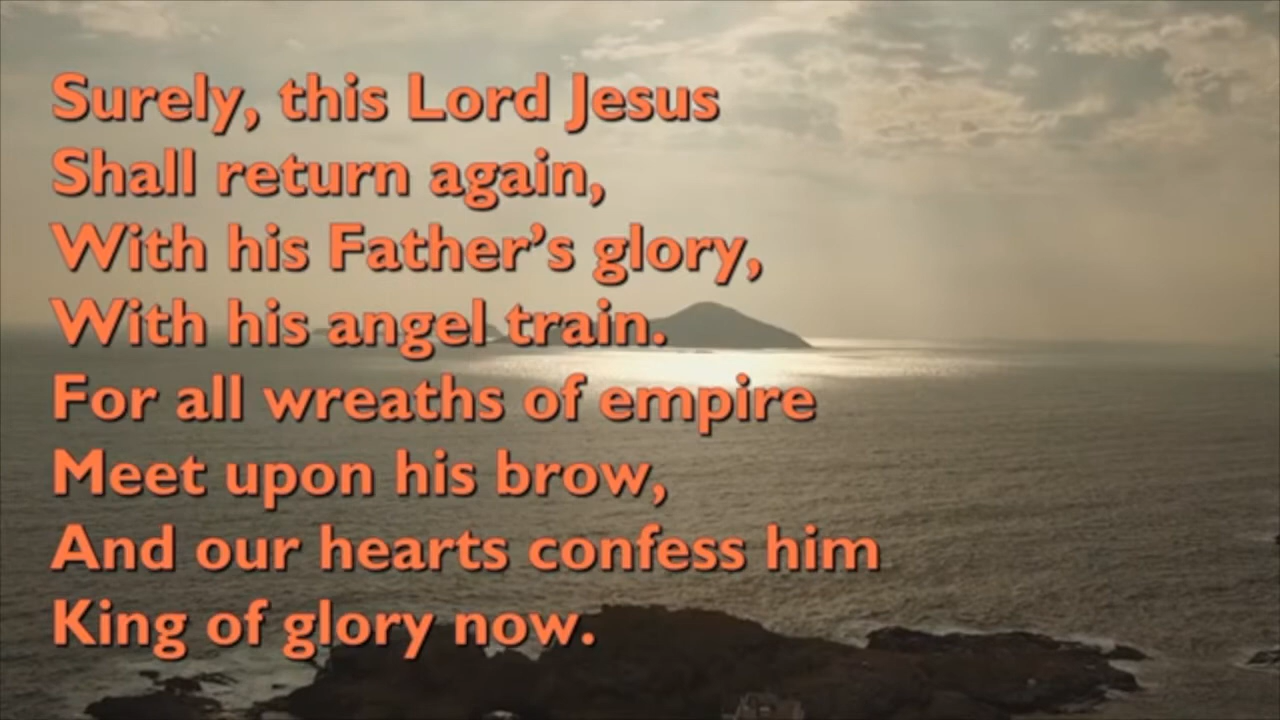 Surely, this Lord Jesus
Shall return again,
With his Father’s glory,
With his angel train.
For all wreaths of empire
Meet upon his brow,
And our hearts confess him
King of glory now.